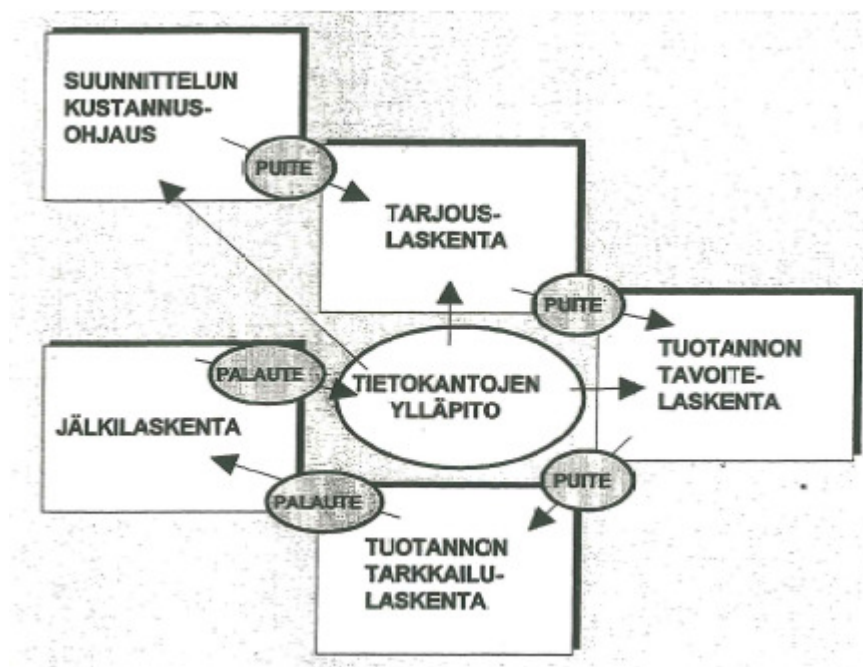 SUUNNITTELUN
KUSTANNUS-
OHJAUS
PUITE
TARJOUS-
LASKENTA
PUITE
TUOTANNON
TAVOITE-
LASKENTA
PALAUTE
TIETOKANTOJEN
YLLÄPITO
JÄLKILASKENTA
PUITE
PALAUTE
TUOTANNON
TARKKAILU-
LASKENTA